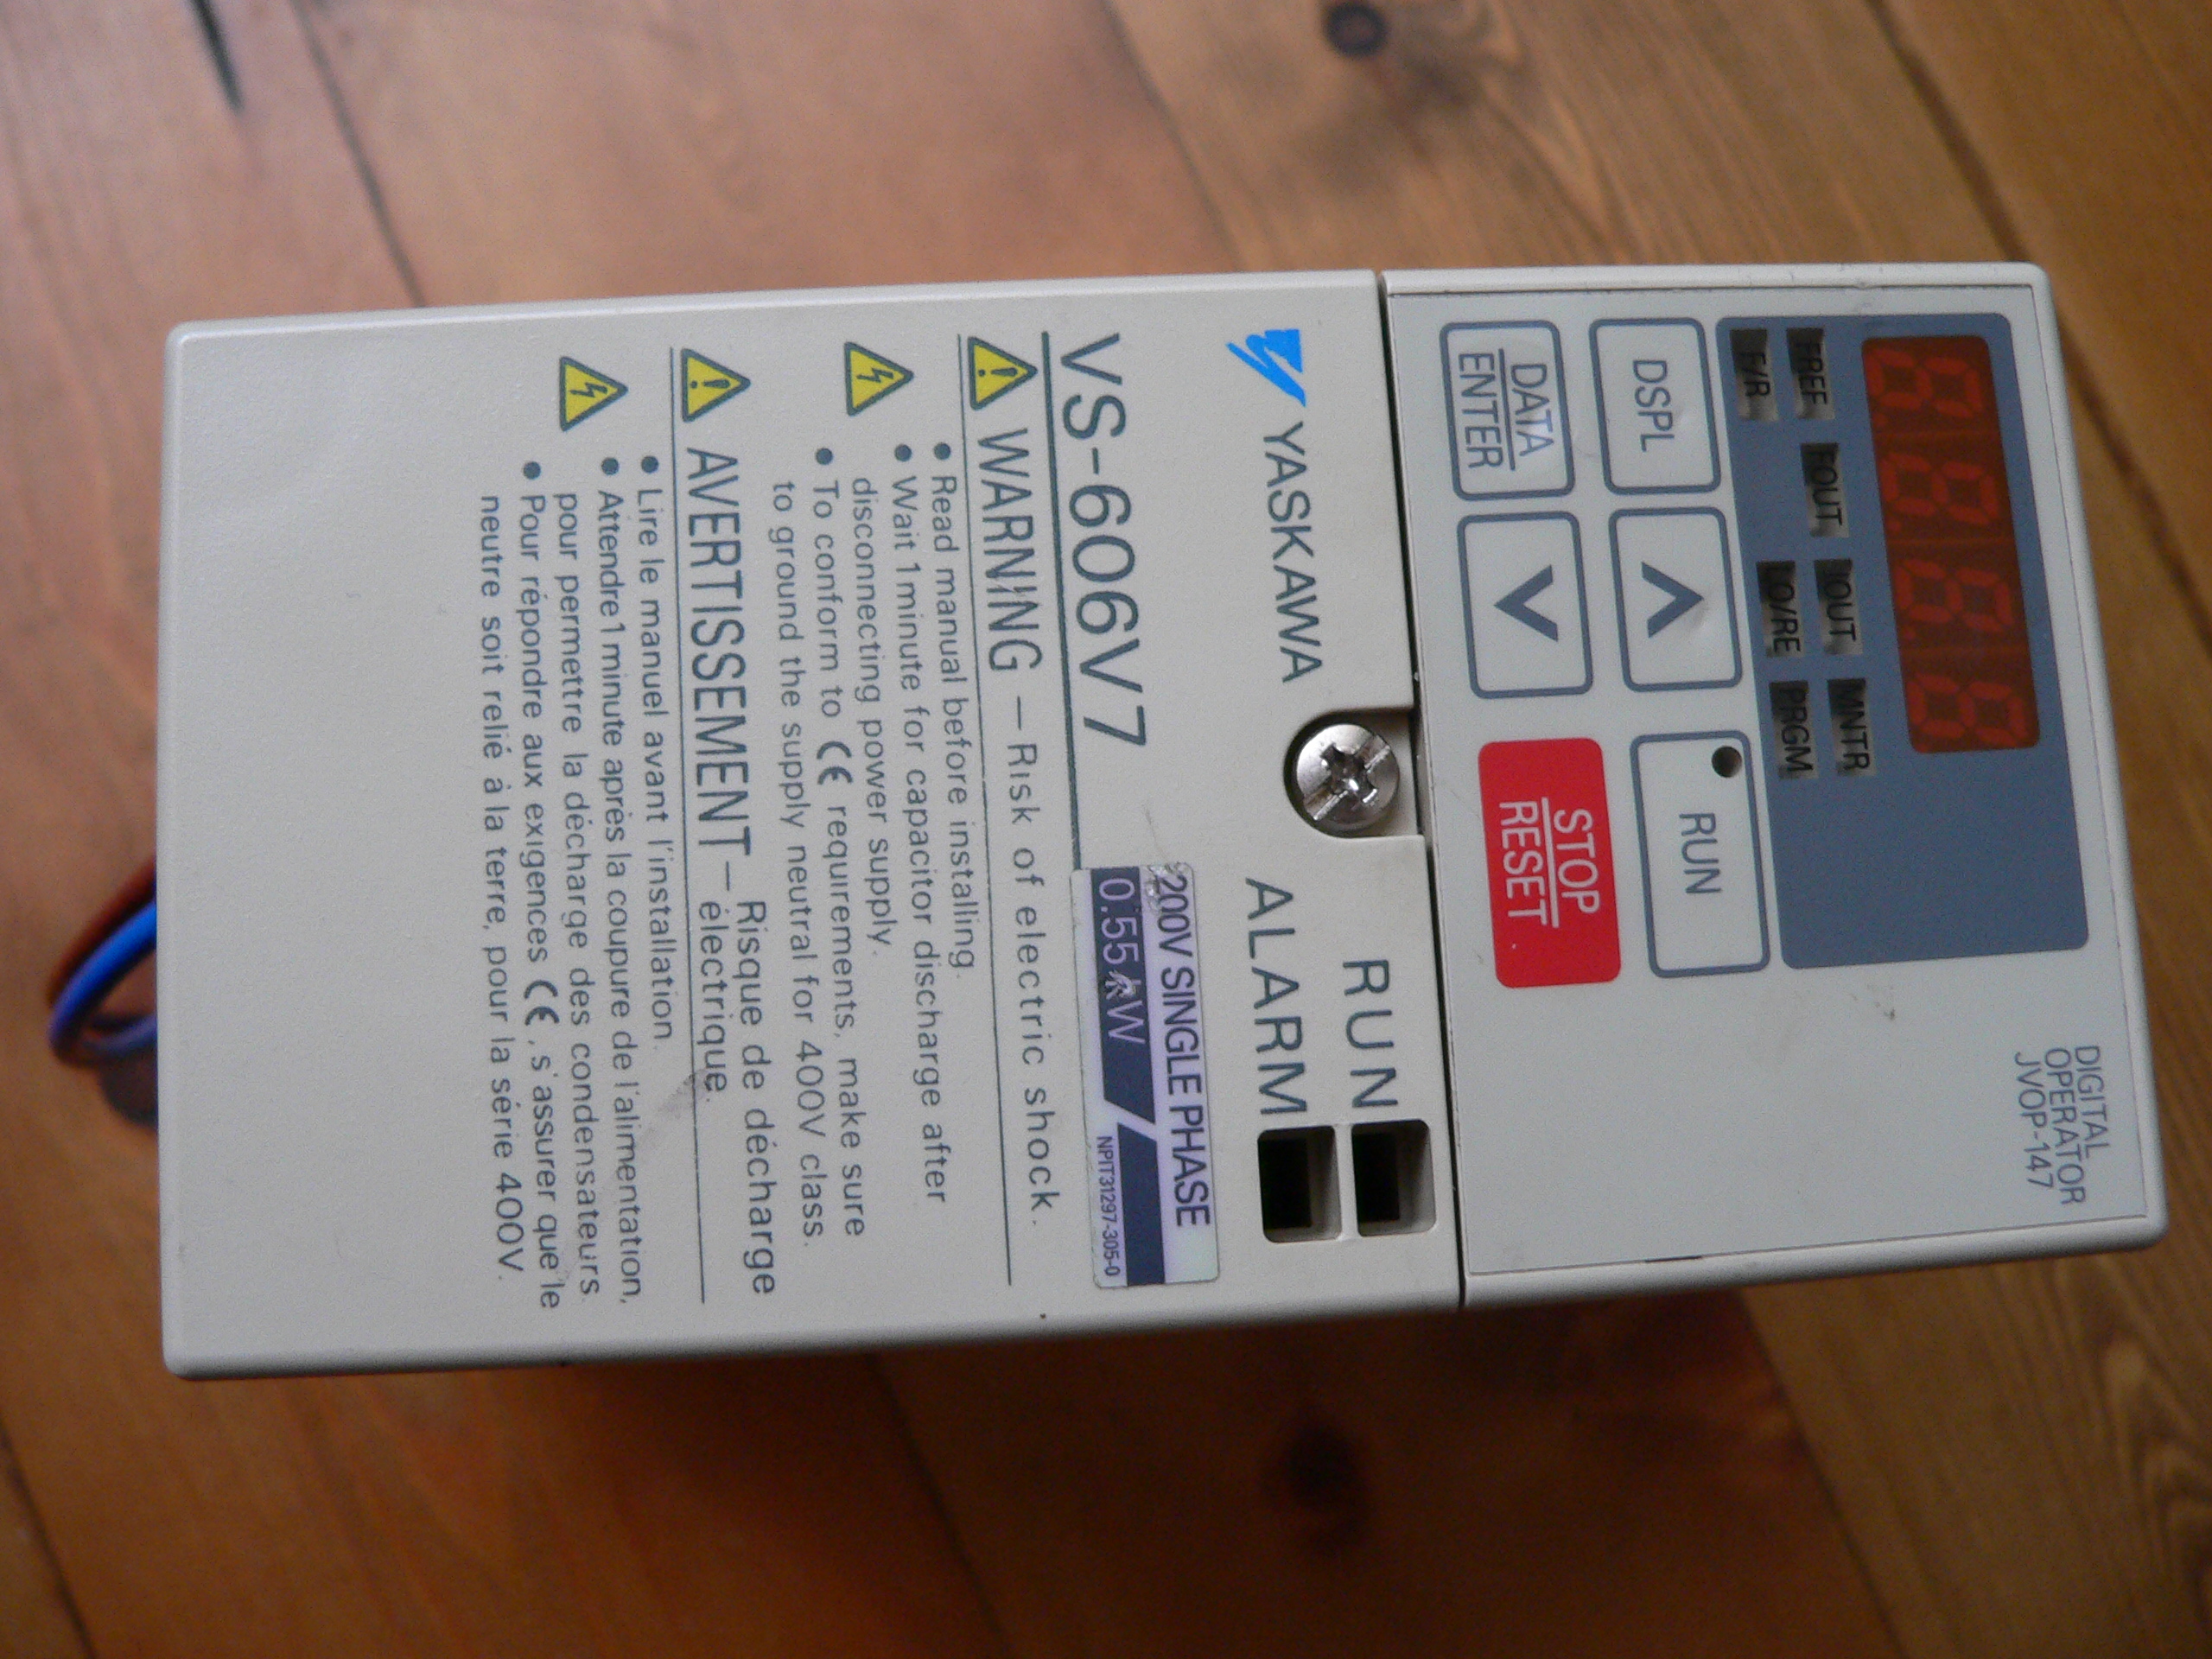 8.8.8.8
FREF FOUT IOUT MNTR
F/R LO/RE PRGM
DIGITAL
OPERATOR
JVOP-147
DSPL
RUN
DATA
ENTER
STOP
RESET
YASKAWA
RUN
ALARM
VS-606V7
200V SINGLE PHASE
0.55kW
NPIT31297-305-0
WARNING – Risk of electric shock.
● Read manual before installing.
● Wait 1minute for capacitor discharge after
disconnecting power supply.
● To conform to CE requirements, make sure
to ground the supply neutral for 400V class.
AVERTISSEMENT – Risque de décharge
électrique.
● Lire le manuel avant l'installation.
● Attendre 1 minute après la coupure de l'alimentation,
pour permettre la décharge des condensateurs.
● Pour répondre aux exigences CE, s'assurer que le
neutre soit relié à la terre, pour la série 400V.